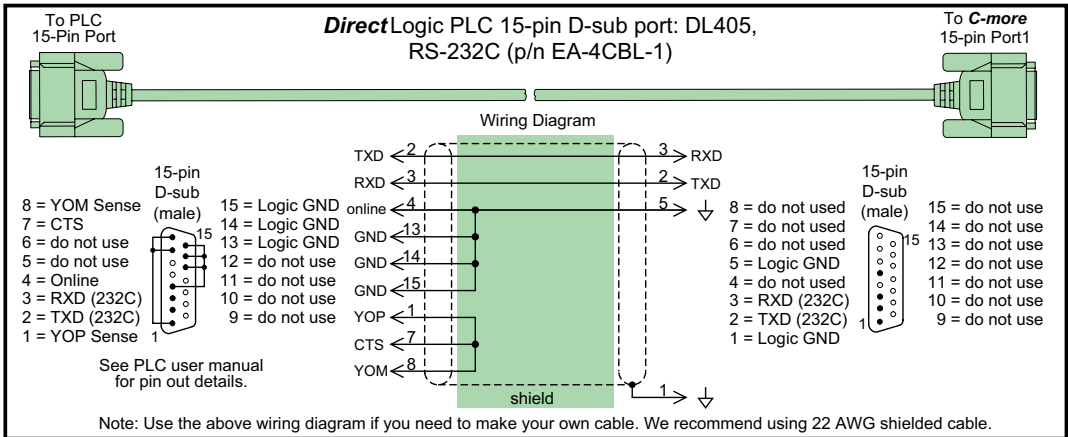 To PLC
15-Pin Port
DirectLogic PLC 15-pin D-sub port: DL405,
RS-232C (p/n EA-4CBL-1)
To C-more
15-pin Port1
Wiring Diagram
15-pin
D-sub
(male)
8 = YOM Sense
7 = CTS
6 = do not use
5 = do not use
4 = Online
3 = RXD (232C)
2 = TXD (232C)
1 = YOP Sense
15 = Logic GND
14 = Logic GND
13 = Logic GND
12 = do not use
11 = do not use
10 = do not use
9 = do not use
15
1
See PLC user manual
for pin out details.
TXD 2 3 RXD
RXD 3 2 TXD
online 4 5
GND 13
GND 14
GND 15
YOP 1
CTS 7
YOM 8
shield
1
15-pin
D-sub
(male)
8 = do not used
7 = do not used
6 = do not used
5 = Logic GND
4 = do not used
3 = RXD (232C)
2 = TXD (232C)
1 = Logic GND
15
1
15 = do not use
14 = do not use
13 = do not use
12 = do not use
11 = do not use
10 = do not use
9 = do not use
Note: Use the above wiring diagram if you need to make your own cable. We recommend using 22 AWG shielded cable.